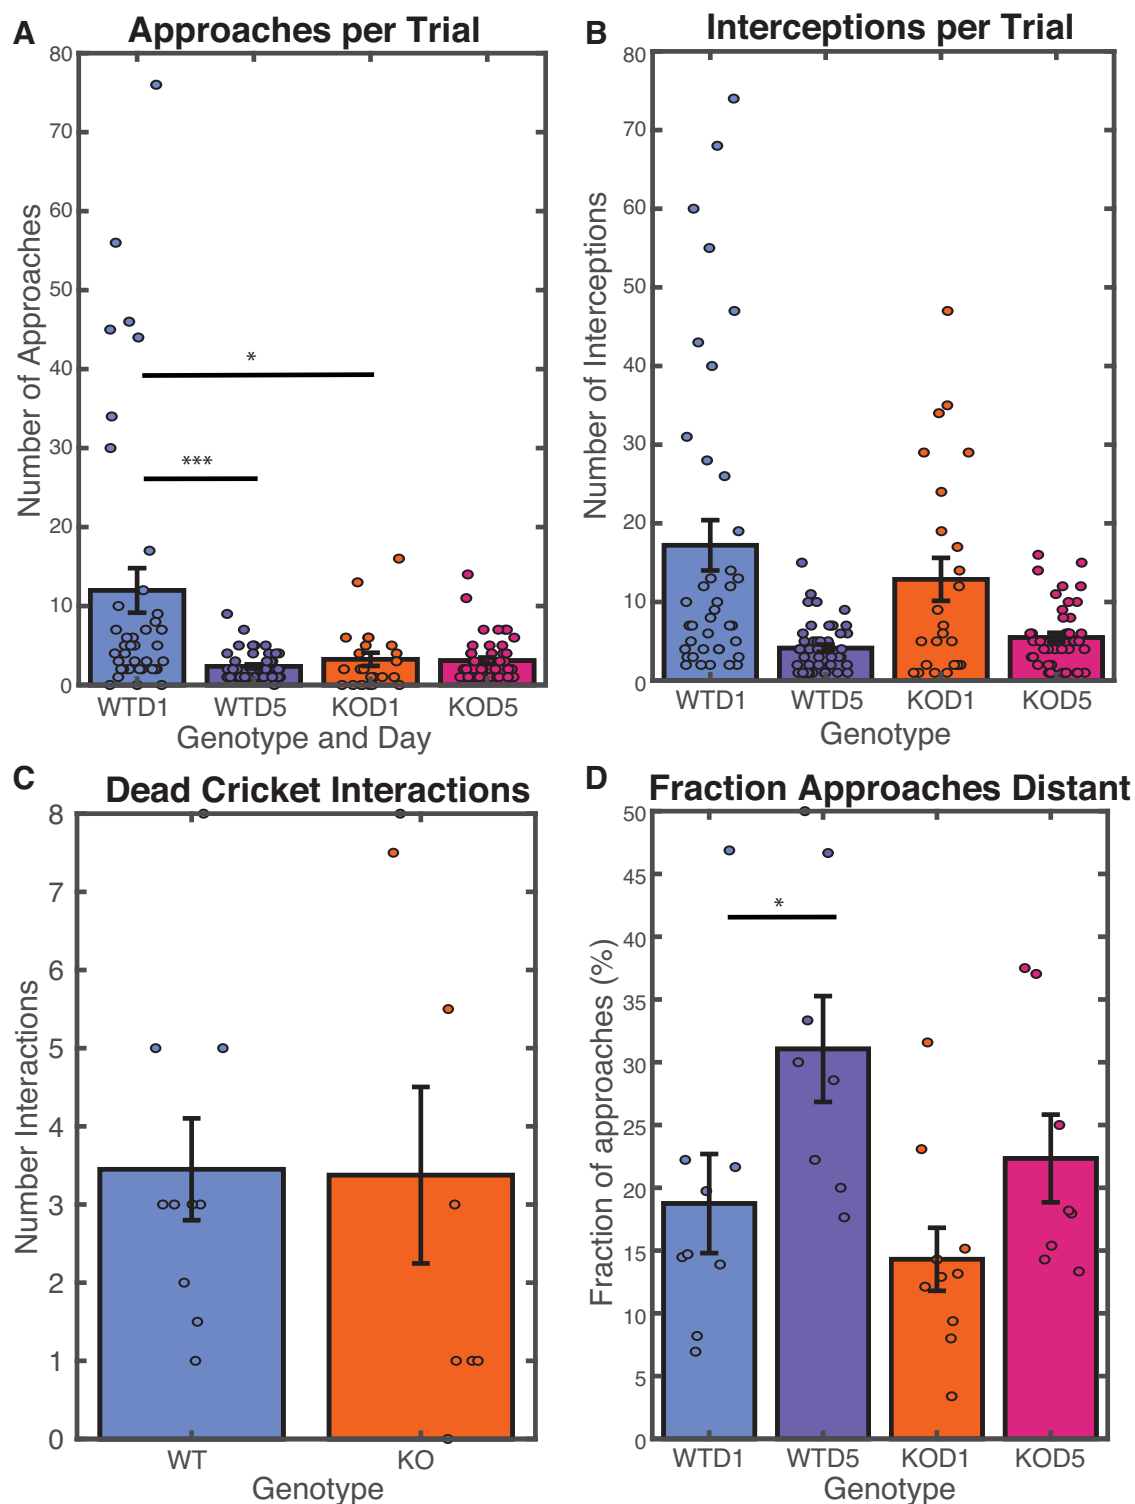 A Approaches per Trial
Number of Approaches
80
70
60
50
40
30
20
10
0
*
***
WTD1 WTD5 KOD1 KOD5
Genotype and Day
B Interceptions per Trial
Number of Interceptions
80
70
60
50
40
30
20
10
0
WTD1 WTD5 KOD1 KOD5
Genotype
C Dead Cricket Interactions
Number Interactions
8
7
6
5
4
3
2
1
0
WT KO
Genotype
D Fraction Approaches Distant
Fraction of approaches (%)
50
45
40
35
30
25
20
15
10
5
0
*
WTD1 WTD5 KOD1 KOD5
Genotype